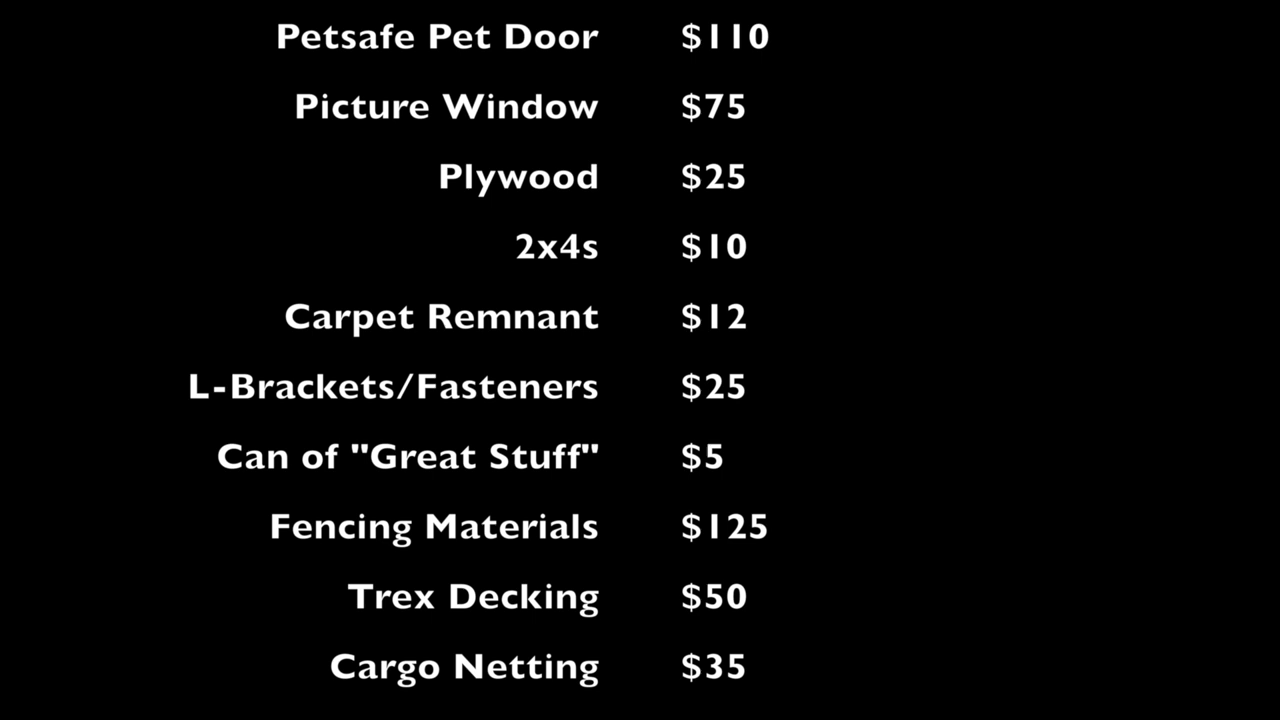 Petsafe Pet Door $110
Picture Window $75
Plywood $25
2x4s $10
Carpet Remnant $12
L-Brackets/Fasteners $25
Can of "Great Stuff" $5
Fencing Materials $125
Trex Decking $50
Cargo Netting $35